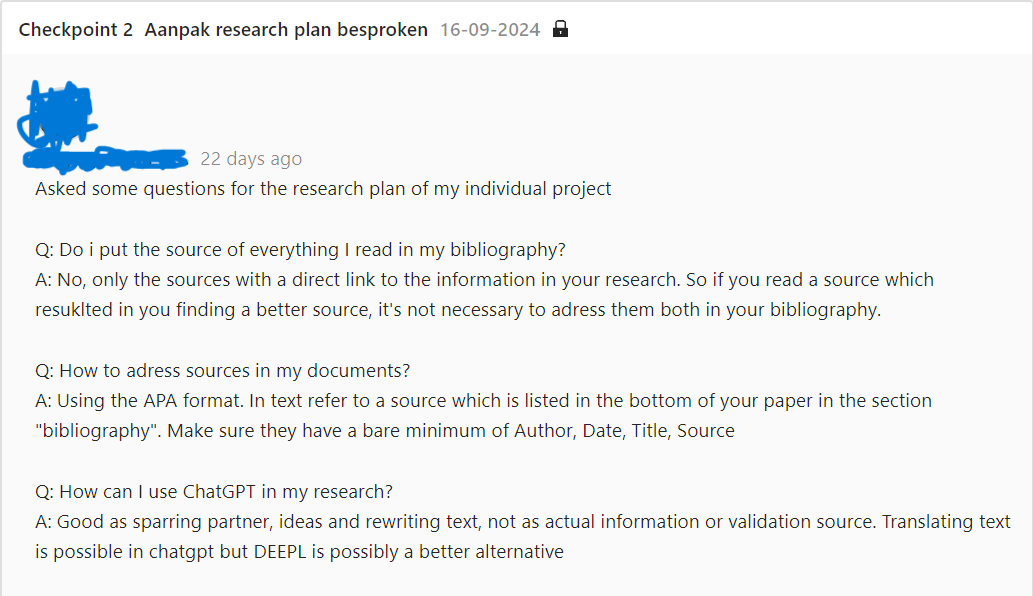 Checkpoint 2 Aanpak research plan besproken 16-09-2024
22 days ago
Asked some questions for the research plan of my individual project
Q: Do i put the source of everything I read in my bibliography?
A: No, only the sources with a direct link to the information in your research. So if you read a source which
resuklted in you finding a better source, it's not necessary to adress them both in your bibliography.
Q: How to adress sources in my documents?
A: Using the APA format. In text refer to a source which is listed in the bottom of your paper in the section
"bibliography". Make sure they have a bare minimum of Author, Date, Title, Source
Q: How can I use ChatGPT in my research?
A: Good as sparring partner, ideas and rewriting text, not as actual information or validation source. Translating text
is possible in chatgpt but DEEPL is possibly a better alternative